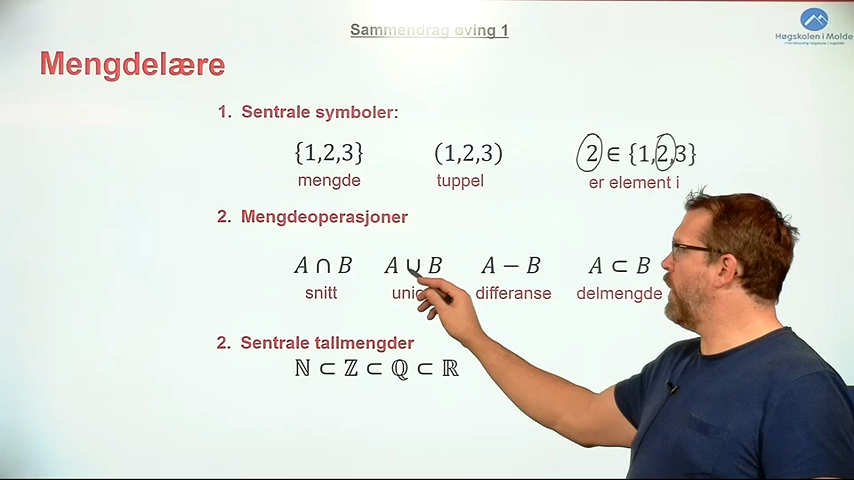 Sammendrag øving 1
Høgskolen i Molde
Mengdelære
1. Sentrale symboler:
{1,2,3} (1,2,3) 2 ∈ {1,2,3}
mengde tuppel er element i
2. Mengdeoperasjoner
A ∩ B A ∪ B A − B A ⊂ B
snitt differanse delmengde
2. Sentrale tallmengder
ℕ ⊂ ℤ ⊂ ℚ ⊂ ℝ